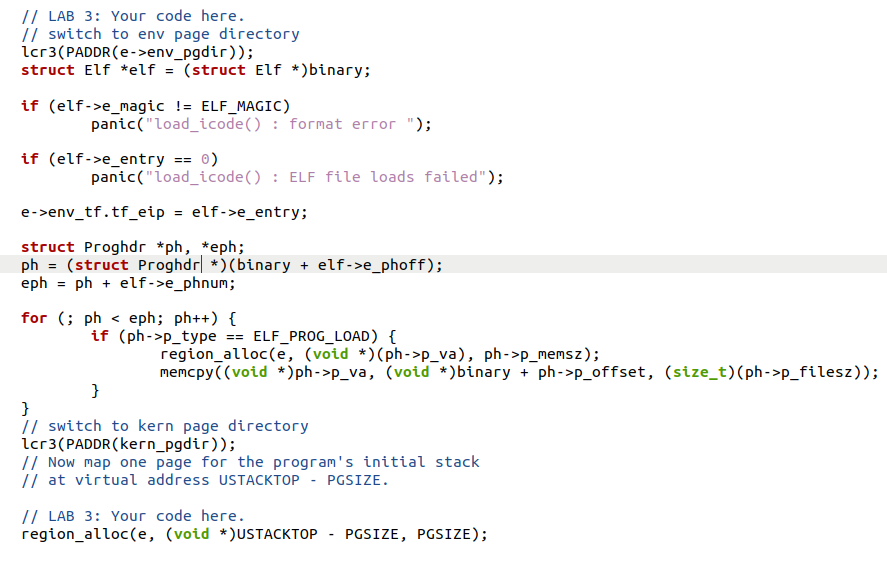 // LAB 3: Your code here.
// switch to env page directory
lcr3(PADDR(e->env_pgdir));
struct Elf *elf = (struct Elf *)binary;
if (elf->e_magic != ELF_MAGIC)
panic("load_icode() : format error ");
if (elf->e_entry == 0)
panic("load_icode() : ELF file loads failed");
e->env_tf.tf_eip = elf->e_entry;
struct Proghdr *ph, *eph;
ph = (struct Proghdr *)(binary + elf->e_phoff);
eph = ph + elf->e_phnum;
for (; ph < eph; ph++) {
if (ph->p_type == ELF_PROG_LOAD) {
region_alloc(e, (void *)(ph->p_va), ph->p_memsz);
memcpy((void *)ph->p_va, (void *)binary + ph->p_offset, (size_t)(ph->p_filesz));
}
}
// switch to kern page directory
lcr3(PADDR(kern_pgdir));
// Now map one page for the program's initial stack
// at virtual address USTACKTOP - PGSIZE.
// LAB 3: Your code here.
region_alloc(e, (void *)USTACKTOP - PGSIZE, PGSIZE);